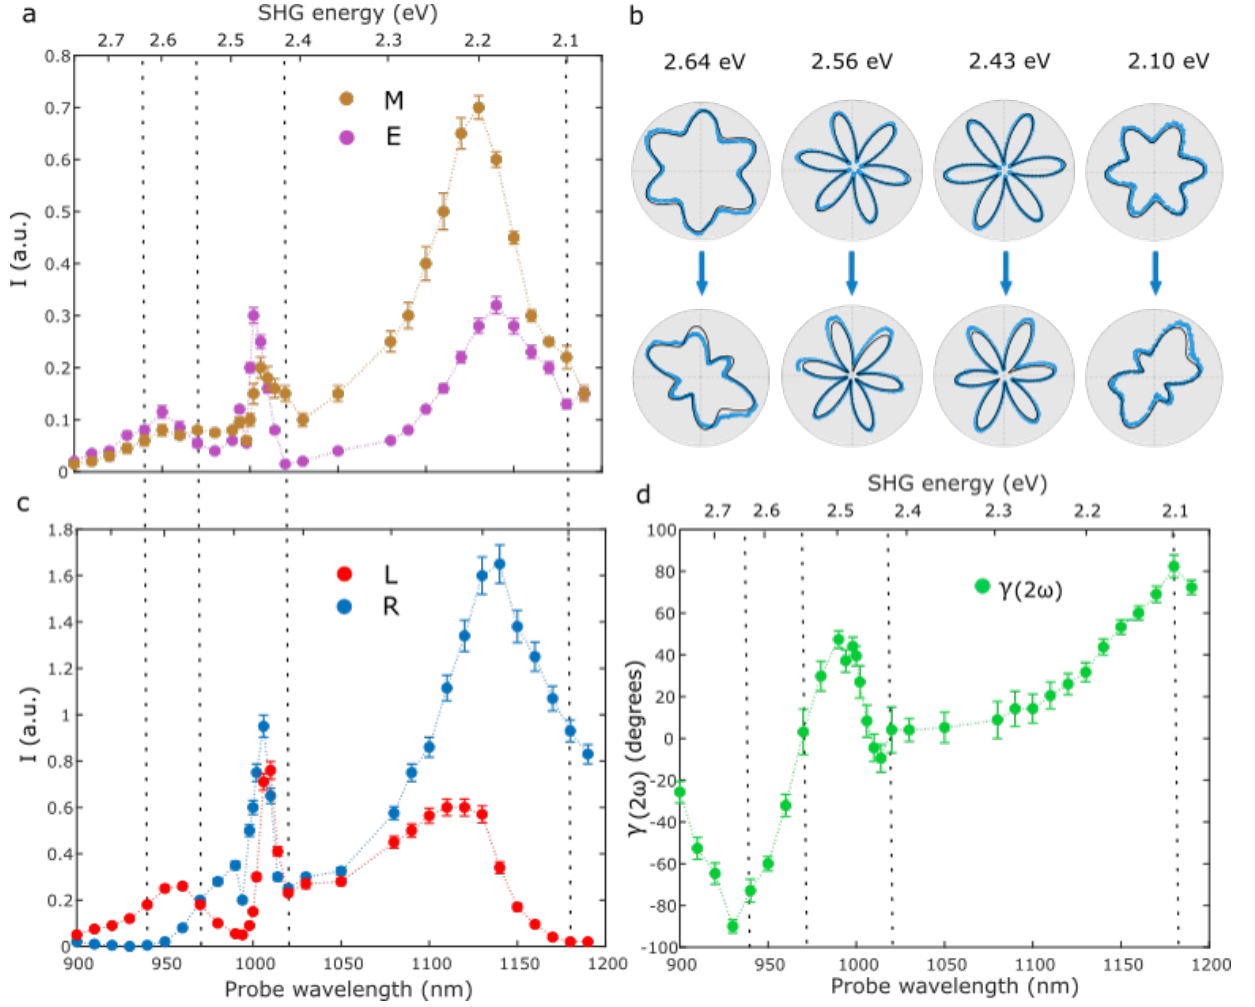 a
SHG energy (eV)
2.7 2.6 2.5 2.4 2.3 2.2 2.1
0.8
0.7
0.6
0.5
0.4
0.3
0.2
0.1
0
I (a.u.)
M
E
b
2.64 eV 2.56 eV 2.43 eV 2.10 eV
c
1.8
1.6
1.4
1.2
1
0.8
0.6
0.4
0.2
0
I (a.u.)
L
R
900 950 1000 1050 1100 1150 1200
Probe wavelength (nm)
d
SHG energy (eV)
2.7 2.6 2.5 2.4 2.3 2.2 2.1
100
80
60
40
20
0
-20
-40
-60
-80
-100
γ(2ω) (degrees)
γ(2ω)
900 950 1000 1050 1100 1150 1200
Probe wavelength (nm)